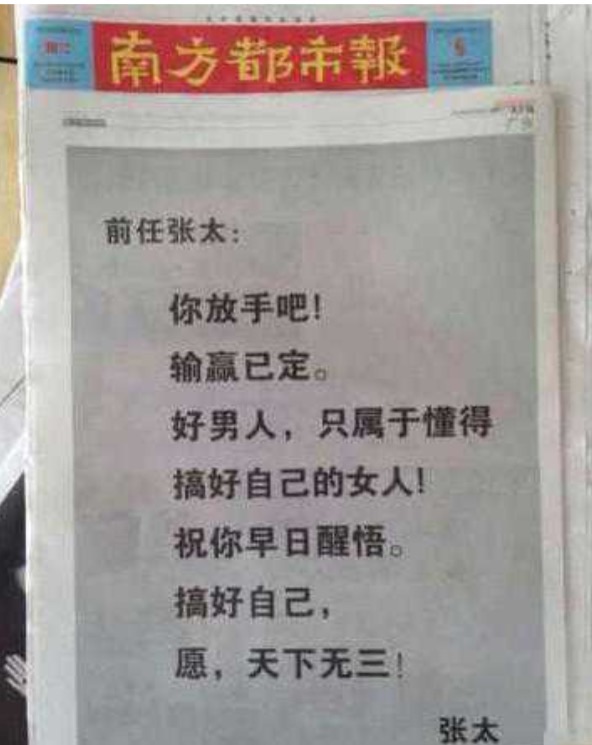 南方都市報
前任张太：
你放手吧！
输赢已定。
好男人，只属于懂得
搞好自己的女人！
祝你早日醒悟。
搞好自己，
愿，天下无三！
张太